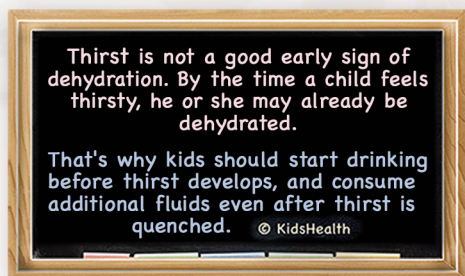 Thirst is not a good early sign of
dehydration. By the time a child feels
thirsty, he or she may already be
dehydrated.
That's why kids should start drinking
before thirst develops, and consume
additional fluids even after thirst is
quenched. © KidsHealth